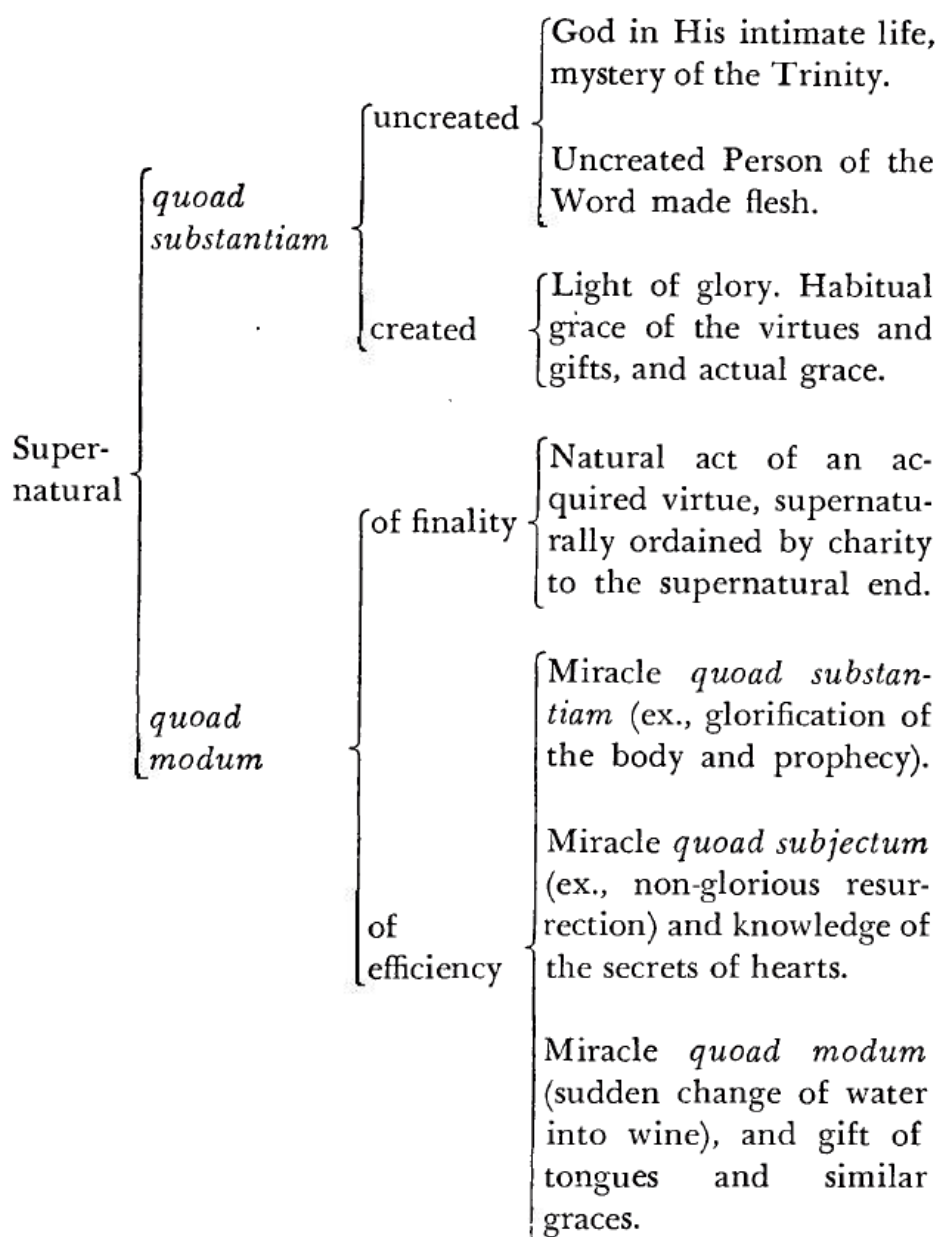 Super-
natural
quoad
substantiam
uncreated
God in His intimate life,
mystery of the Trinity.
Uncreated Person of the
Word made flesh.
created
Light of glory. Habitual
grace of the virtues and
gifts, and actual grace.
quoad
modum
of finality
Natural act of an ac-
quired virtue, supernatu-
rally ordained by charity
to the supernatural end.
of
efficiency
Miracle quoad substan-
tiam (ex., glorification of
the body and prophecy).
Miracle quoad subjectum
(ex., non-glorious resur-
rection) and knowledge of
the secrets of hearts.
Miracle quoad modum
(sudden change of water
into wine), and gift of
tongues and similar
graces.